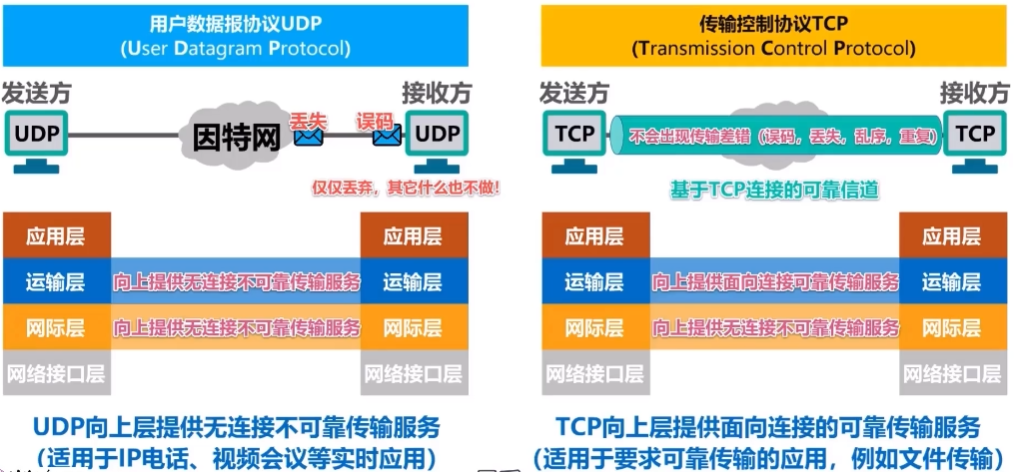 用户数据报协议UDP
(User Datagram Protocol)
发送方
接收方
UDP
因特网
丢失
误码
UDP
仅仅丢弃，其它什么也不做！
应用层
应用层
运输层
向上提供无连接不可靠传输服务
运输层
网际层
向上提供无连接不可靠传输服务
网际层
网络接口层
网络接口层
UDP向上层提供无连接不可靠传输服务
（适用于IP电话、视频会议等实时应用）
传输控制协议TCP
(Transmission Control Protocol)
发送方
接收方
TCP
不会出现传输差错（误码，丢失，乱序，重复）
TCP
基于TCP连接的可靠信道
应用层
应用层
运输层
向上提供面向连接可靠传输服务
运输层
网际层
向上提供无连接不可靠传输服务
网际层
网络接口层
网络接口层
TCP向上层提供面向连接的可靠传输服务
（适用于要求可靠传输的应用，例如文件传输）